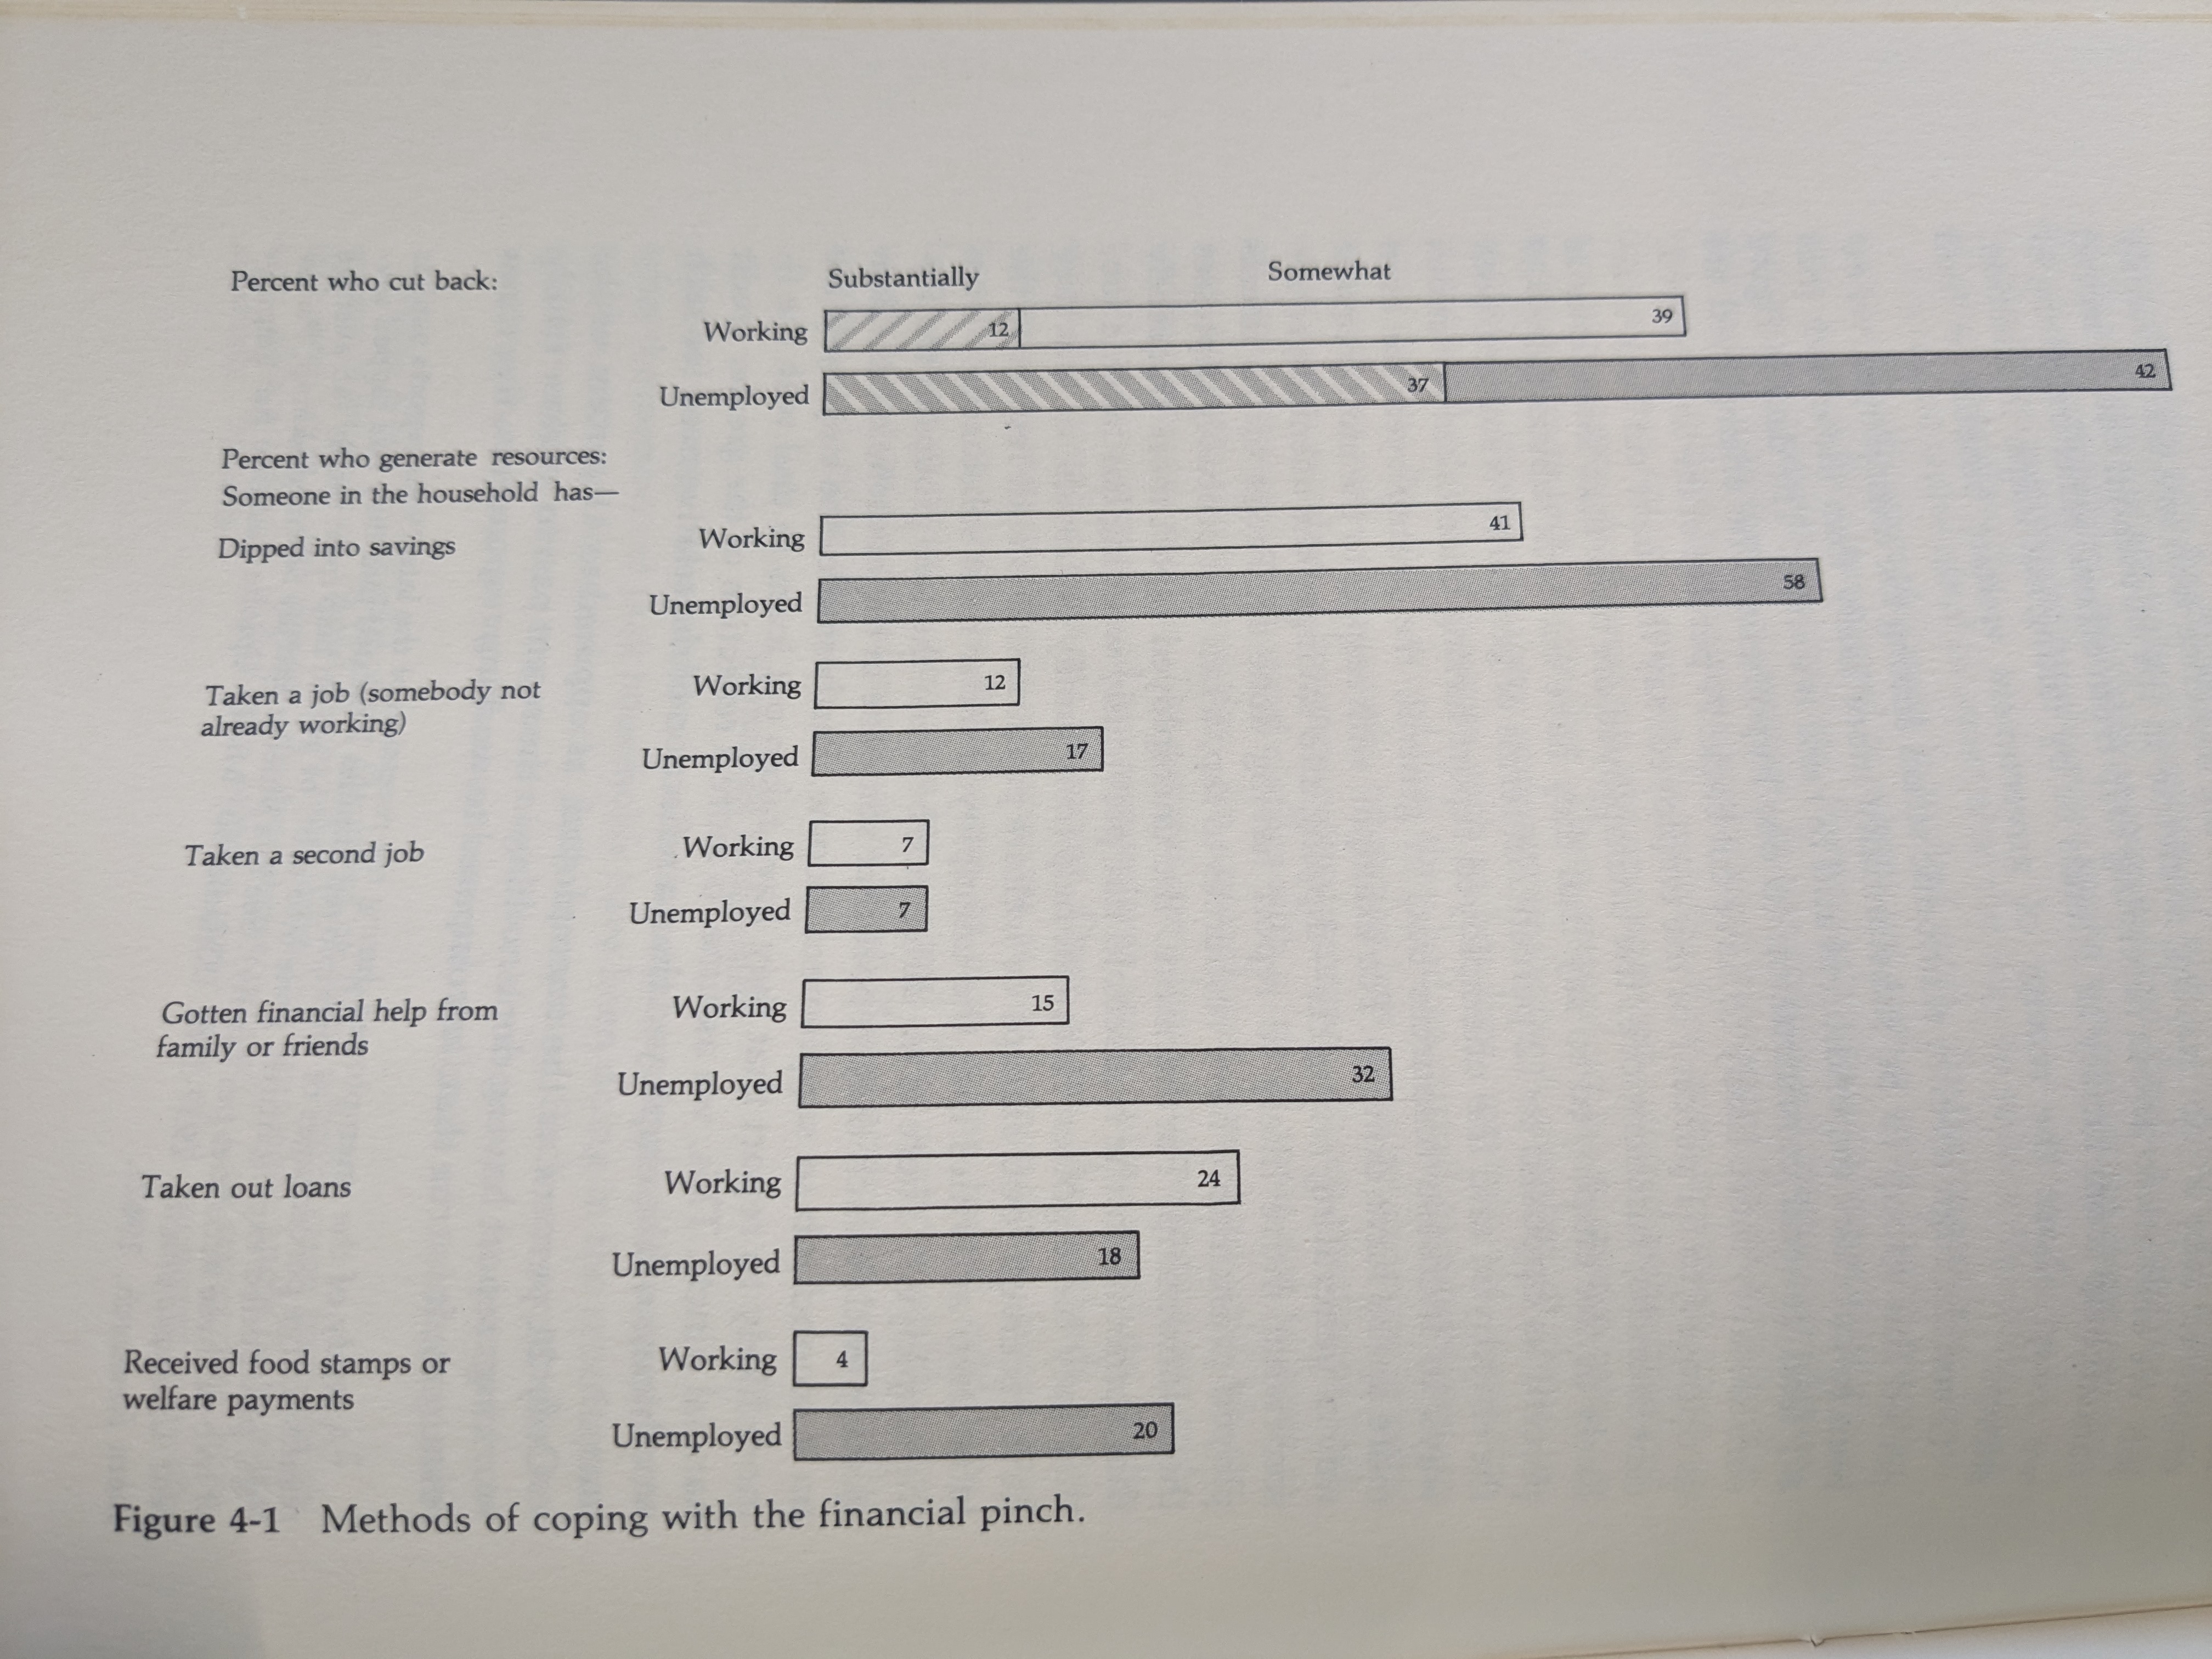 Percent who cut back:
Substantially Somewhat
Working 12 39
Unemployed 37 42
Percent who generate resources:
Someone in the household has—
Dipped into savings
Working 41
Unemployed 58
Taken a job (somebody not
already working)
Working 12
Unemployed 17
Taken a second job
Working 7
Unemployed 7
Gotten financial help from
family or friends
Working 15
Unemployed 32
Taken out loans
Working 24
Unemployed 18
Received food stamps or
welfare payments
Working 4
Unemployed 20
Figure 4-1 Methods of coping with the financial pinch.